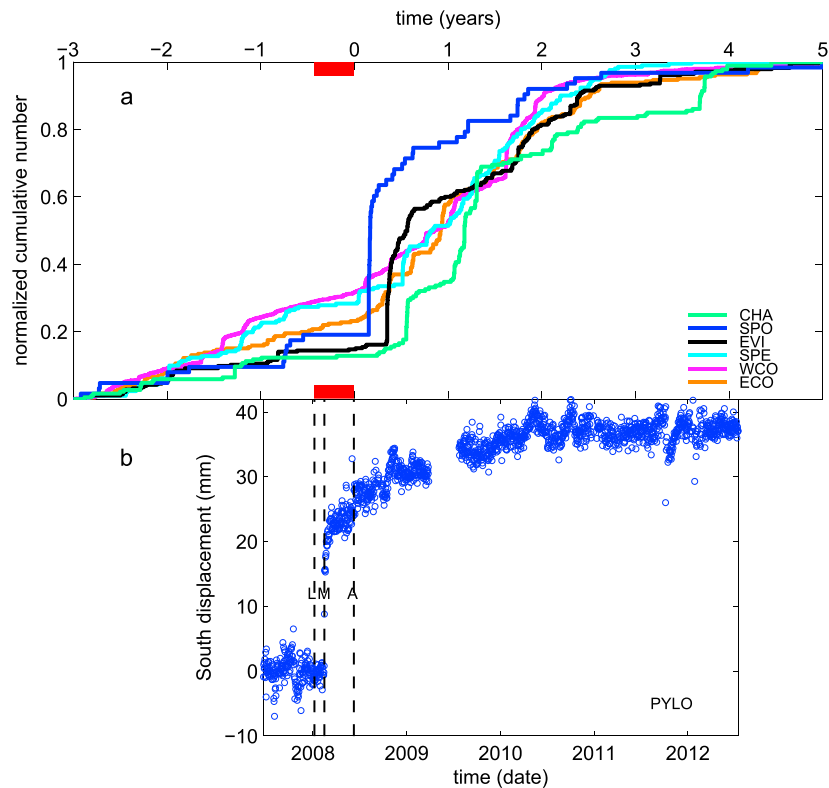 time (years)
−3 −2 −1 0 1 2 3 4 5
1
a
0.8
0.6
0.4
0.2
0
normalized cumulative number
CHA
SPO
EVI
SPE
WCO
ECO
b
40
30
20
10
0
−10
South displacement (mm)
L M A
PYLO
2008 2009 2010 2011 2012
time (date)